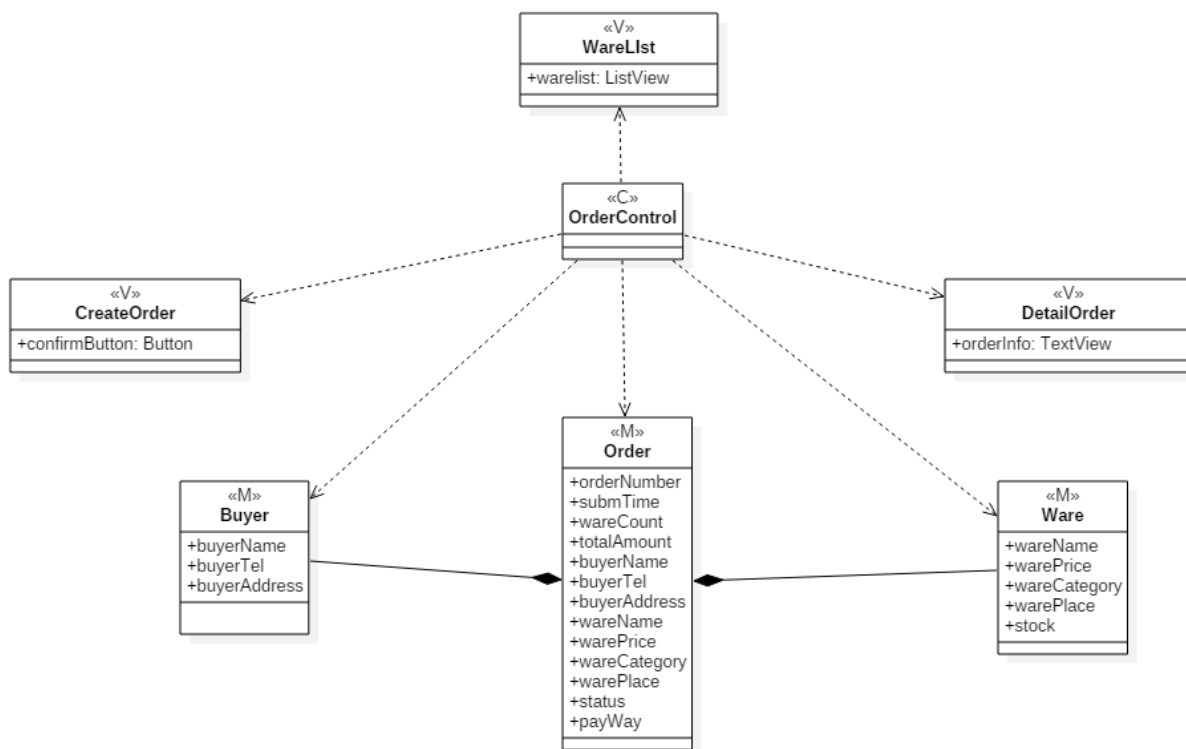 «V»
WareLIst
+warelist: ListView
«C»
OrderControl
«V»
CreateOrder
+confirmButton: Button
«V»
DetailOrder
+orderInfo: TextView
«M»
Buyer
+buyerName
+buyerTel
+buyerAddress
«M»
Order
+orderNumber
+submTime
+wareCount
+totalAmount
+buyerName
+buyerTel
+buyerAddress
+wareName
+warePrice
+wareCategory
+warePlace
+status
+payWay
«M»
Ware
+wareName
+warePrice
+wareCategory
+warePlace
+stock